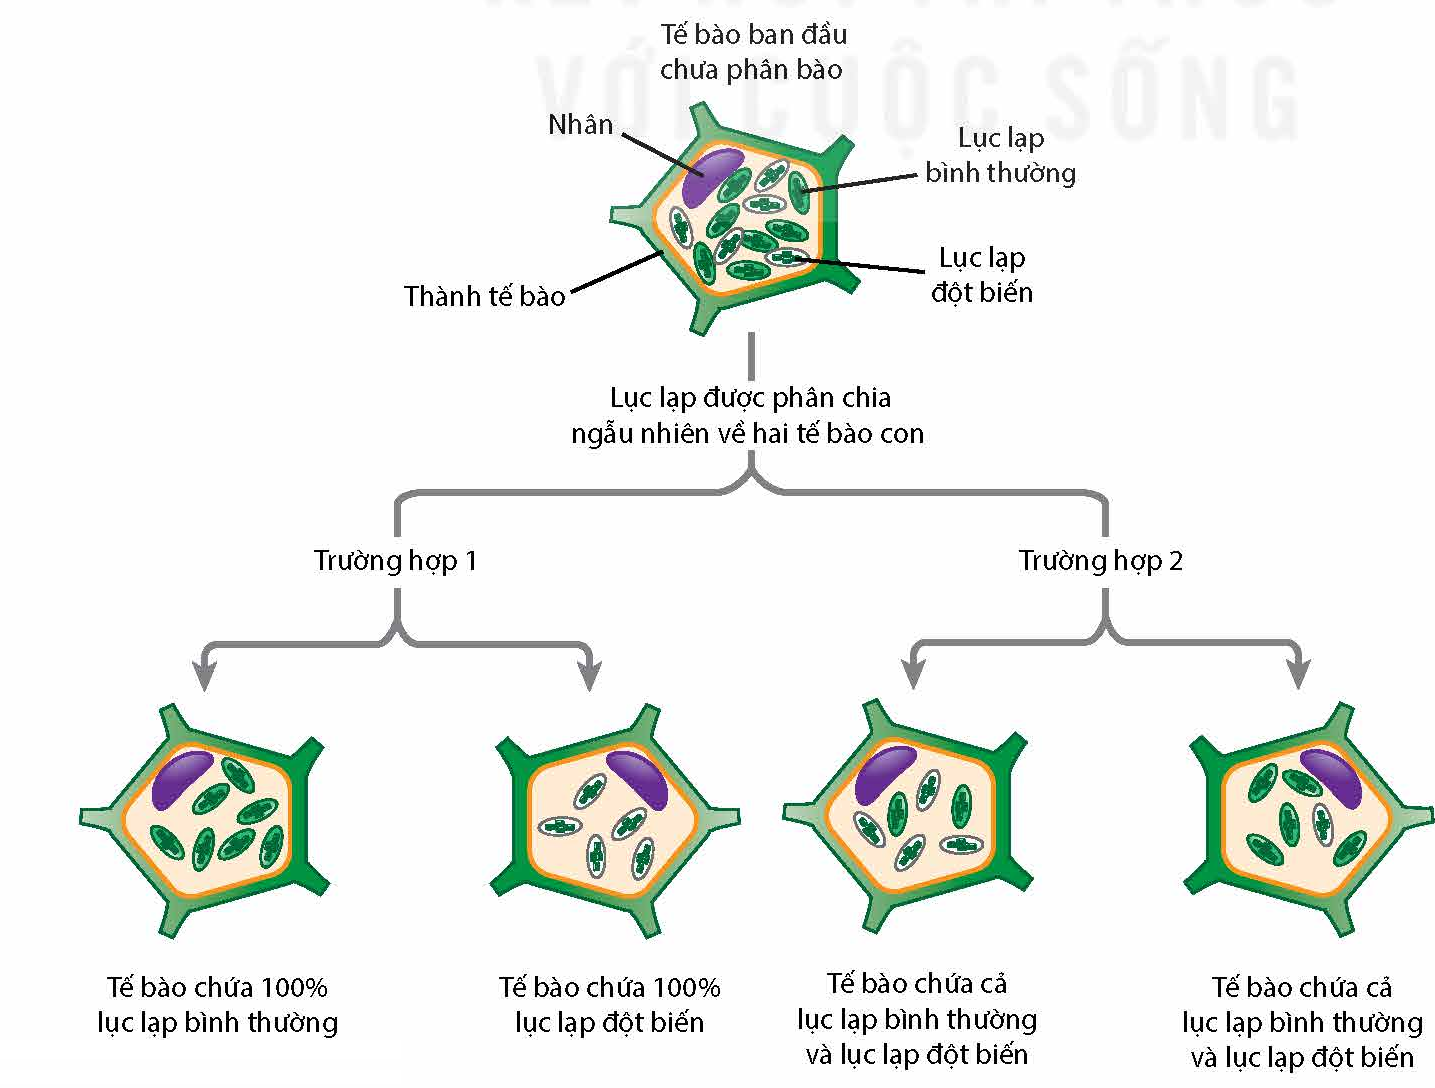 VỚI CUỘC SỐNG
Tế bào ban đầu
chưa phân bào
Nhân
Lục lạp
bình thường
Lục lạp
đột biến
Thành tế bào
Lục lạp được phân chia
ngẫu nhiên về hai tế bào con
Trường hợp 1
Trường hợp 2
Tế bào chứa 100%
lục lạp bình thường
Tế bào chứa 100%
lục lạp đột biến
Tế bào chứa cả
lục lạp bình thường
và lục lạp đột biến
Tế bào chứa cả
lục lạp bình thường
và lục lạp đột biến